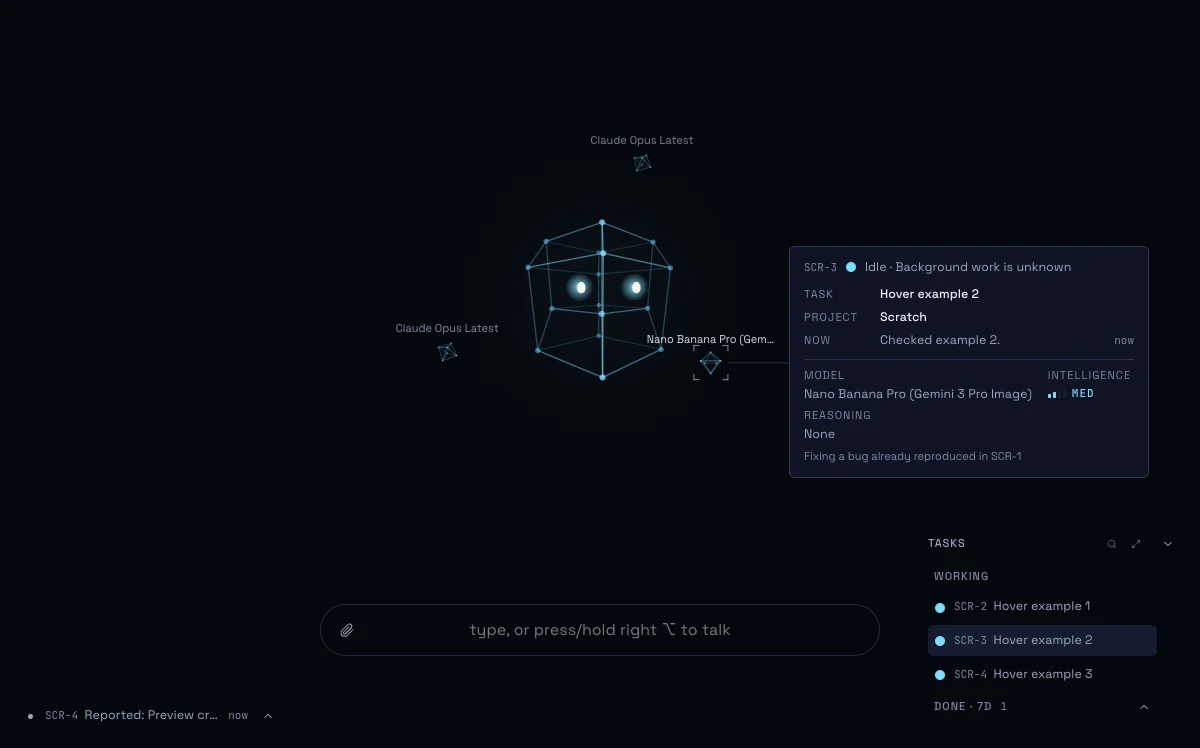 Claude Opus Latest
Claude Opus Latest
Nano Banana Pro (Gem…
SCR-3 Idle · Background work is unknown
TASK Hover example 2
PROJECT Scratch
NOW Checked example 2. now
MODEL INTELLIGENCE
Nano Banana Pro (Gemini 3 Pro Image) MED
REASONING
None
Fixing a bug already reproduced in SCR-1
TASKS
WORKING
SCR-2 Hover example 1
SCR-3 Hover example 2
SCR-4 Hover example 3
DONE · 7D 1
type, or press/hold right ⌥ to talk
SCR-4 Reported: Preview cr… now